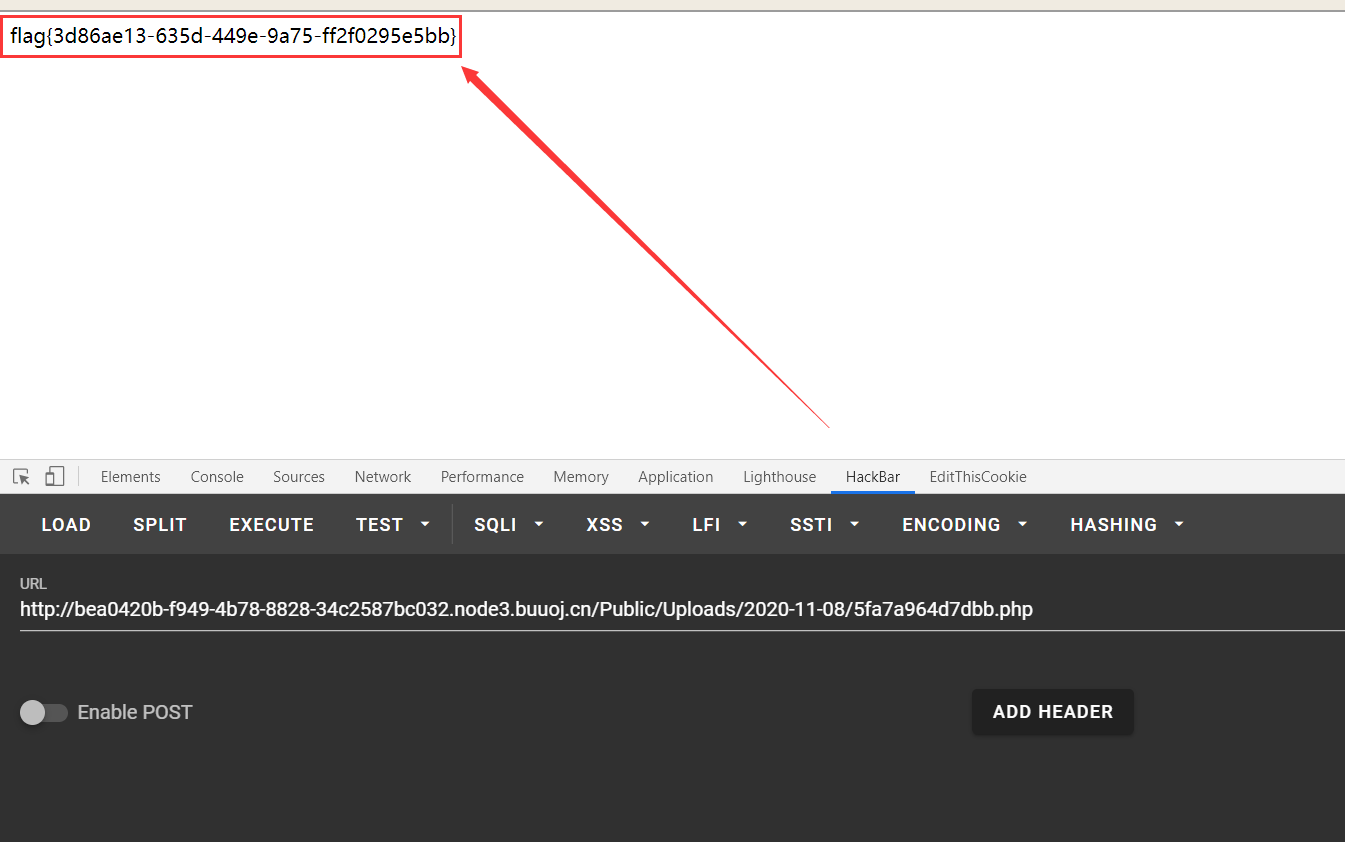 flag{3d86ae13-635d-449e-9a75-ff2f0295e5bb}
Elements Console Sources Network Performance Memory Application Lighthouse HackBar EditThisCookie
LOAD SPLIT EXECUTE TEST SQLI XSS LFI SSTI ENCODING HASHING
URL
http://bea0420b-f949-4b78-8828-34c2587bc032.node3.buuoj.cn/Public/Uploads/2020-11-08/5fa7a964d7dbb.php
Enable POST ADD HEADER